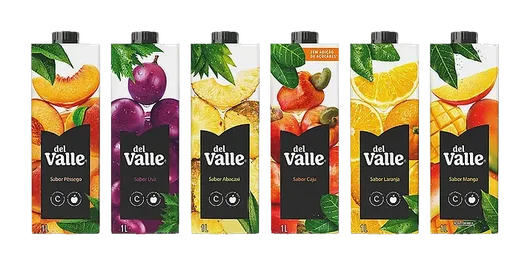 del
Valle
Sabor Pêssego
C
1L
del
Valle
Sabor Uva
C
1L
del
Valle
Sabor Abacaxi
C
1L
SEM ADIÇÃO
DE AÇÚCARES
del
Valle
Sabor Caju
C
1L
del
Valle
Sabor Laranja
C
1L
del
Valle
Sabor Manga
C
1L